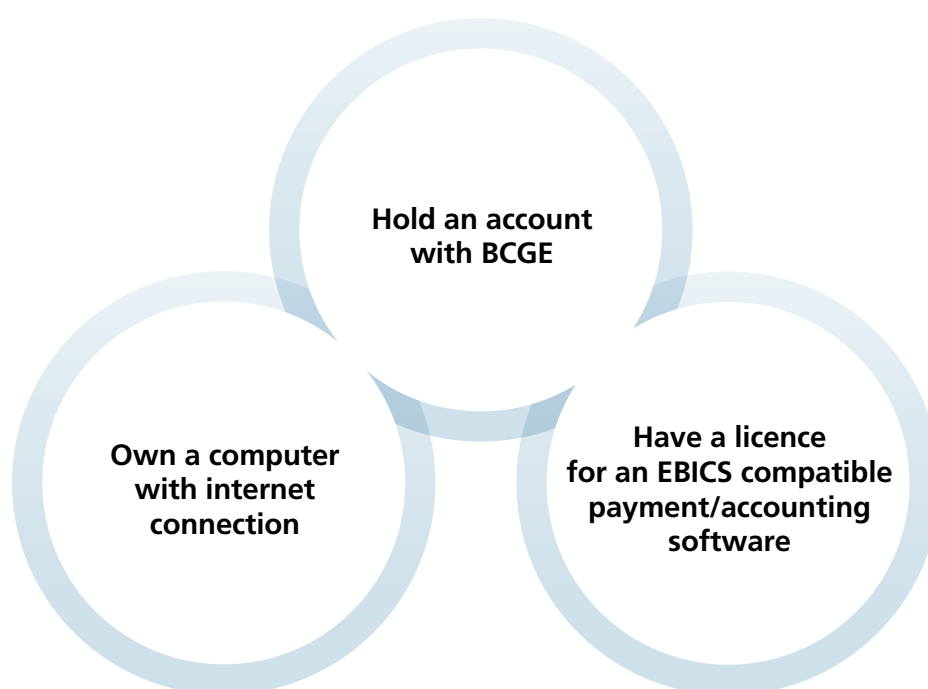 Hold an account
with BCGE
Own a computer
with internet
connection
Have a licence
for an EBICS compatible
payment/accounting
software